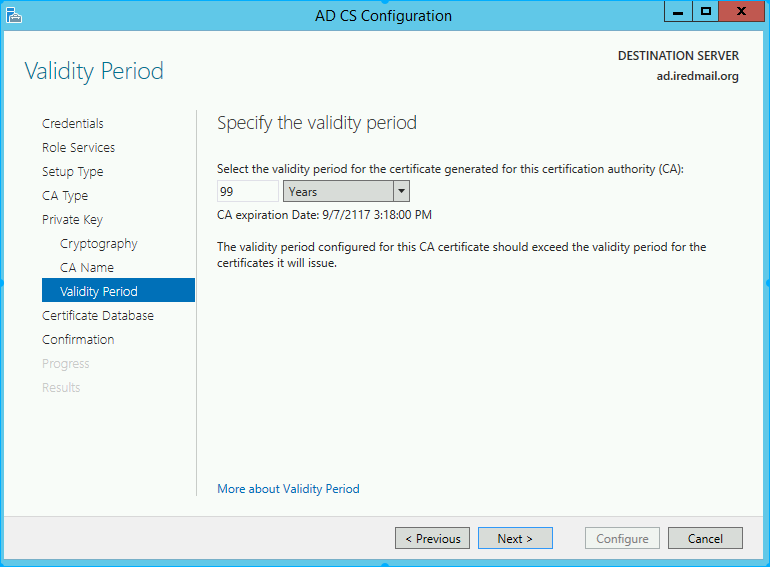 AD CS Configuration
Validity Period
DESTINATION SERVER
ad.iredmail.org
Credentials
Role Services
Setup Type
CA Type
Private Key
Cryptography
CA Name
Validity Period
Certificate Database
Confirmation
Progress
Results
Specify the validity period
Select the validity period for the certificate generated for this certification authority (CA):
99 Years
CA expiration Date: 9/7/2117 3:18:00 PM
The validity period configured for this CA certificate should exceed the validity period for the
certificates it will issue.
More about Validity Period
< Previous Next > Configure Cancel